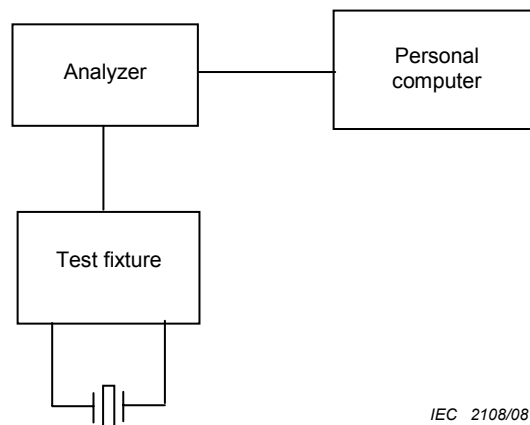 Analyzer
Personal
computer
Test fixture
IEC 2108/08